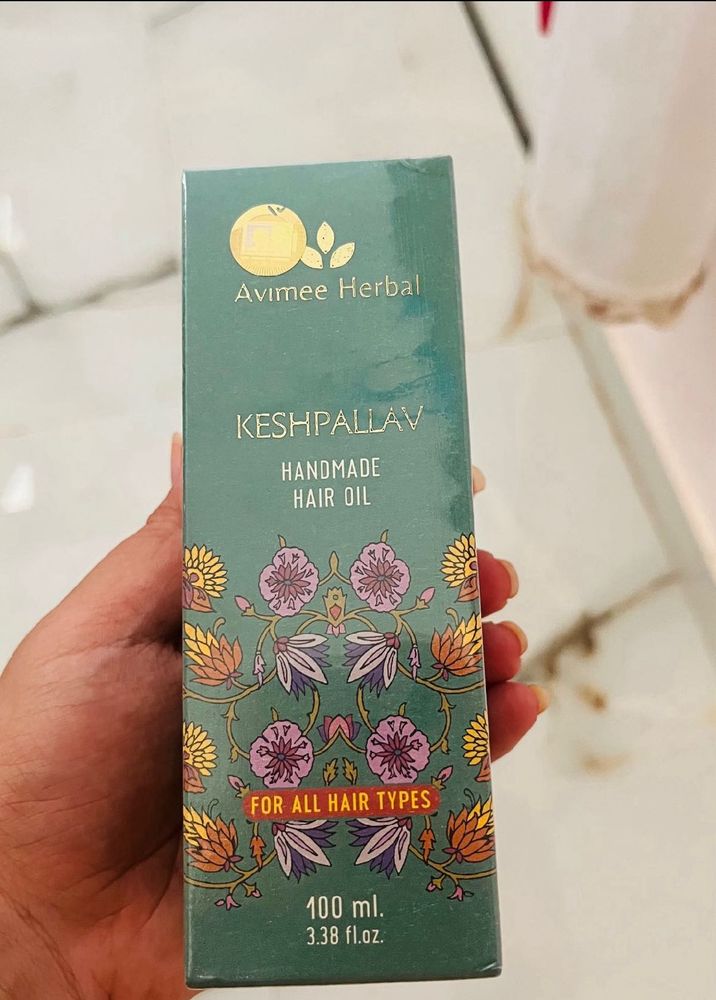 Avimee Herbal
KESHPALLAV
HANDMADE
HAIR OIL
FOR ALL HAIR TYPES
100 ml.
3.38 fl.oz.